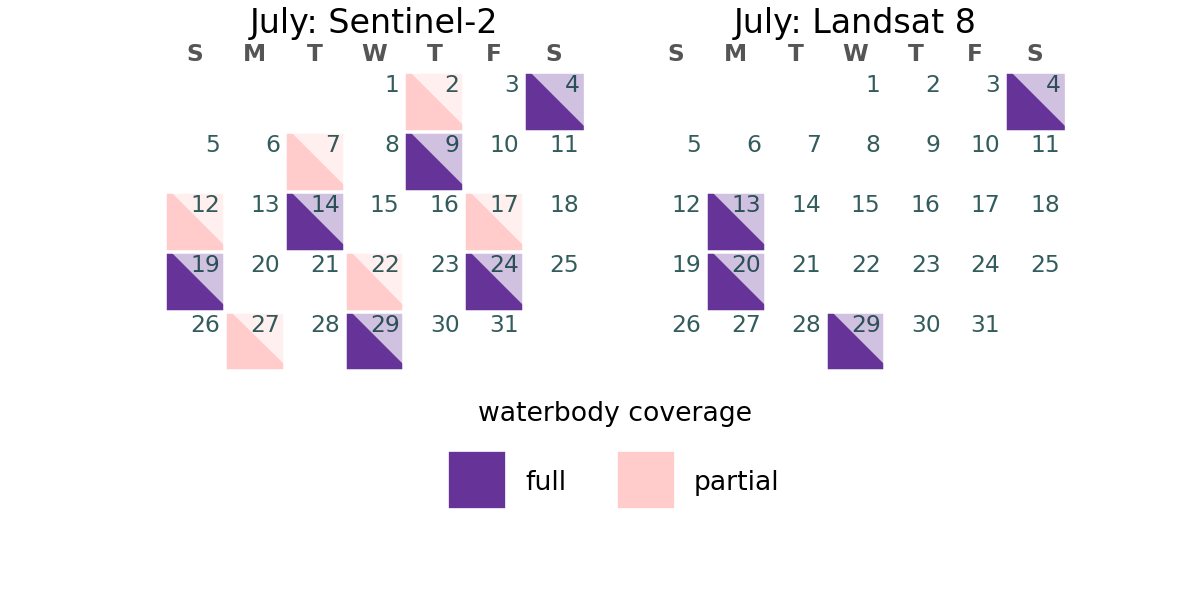 July: Sentinel-2
S M T W T F S
1 2 3 4
5 6 7 8 9 10 11
12 13 14 15 16 17 18
19 20 21 22 23 24 25
26 27 28 29 30 31
July: Landsat 8
S M T W T F S
1 2 3 4
5 6 7 8 9 10 11
12 13 14 15 16 17 18
19 20 21 22 23 24 25
26 27 28 29 30 31
waterbody coverage
full
partial